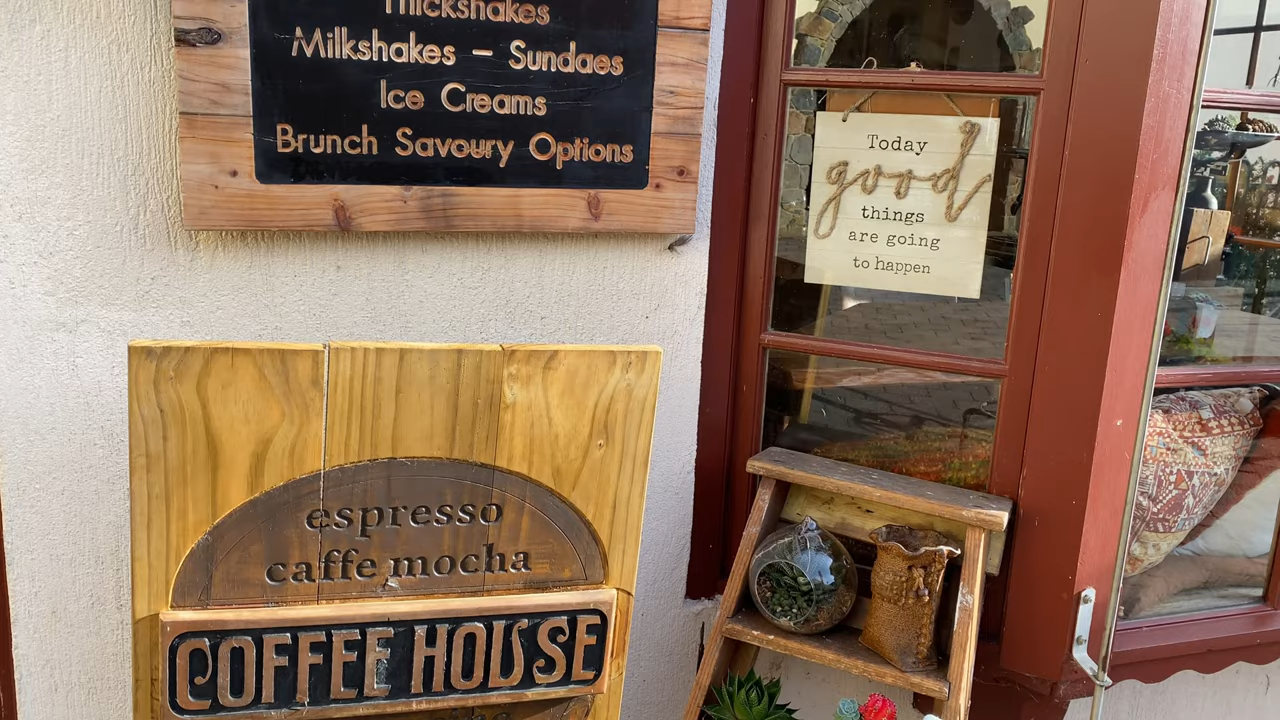 Thickshakes
Milkshakes – Sundaes
Ice Creams
Brunch Savoury Options
Today
good
things
are going
to happen
espresso
caffe mocha
COFFEE HOUSE